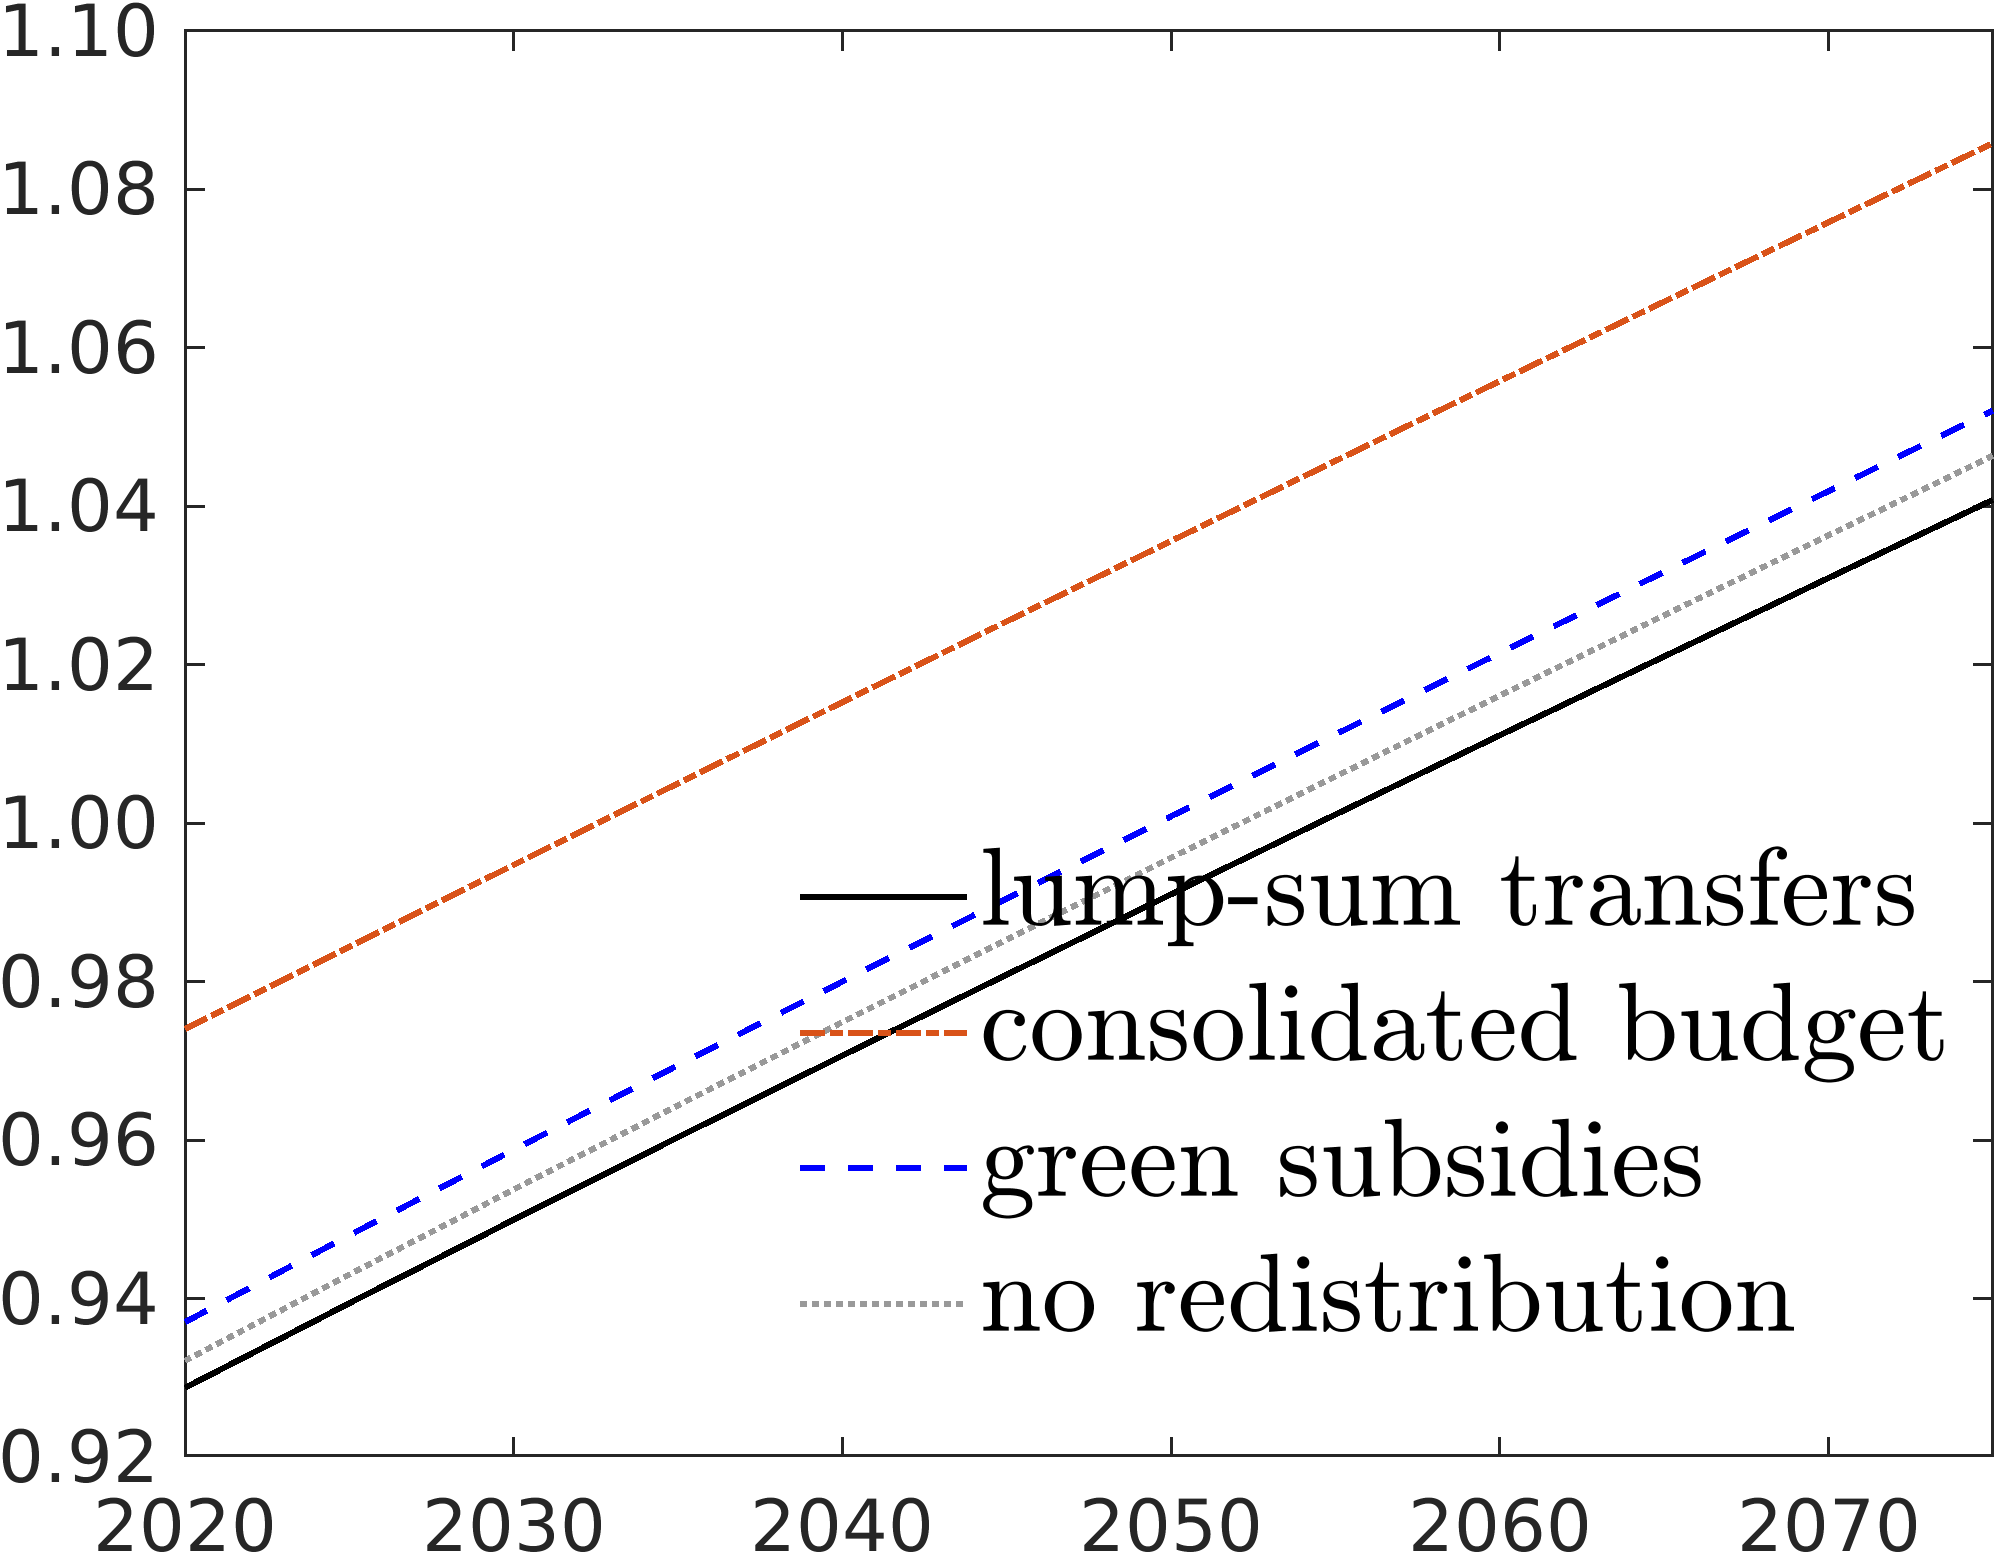 1.10
1.08
1.06
1.04
1.02
1.00
lump-sum transfers
0.98
consolidated budget
0.96
green subsidies
0.94
no redistribution
0.92
2020 2030 2040 2050 2060 2070